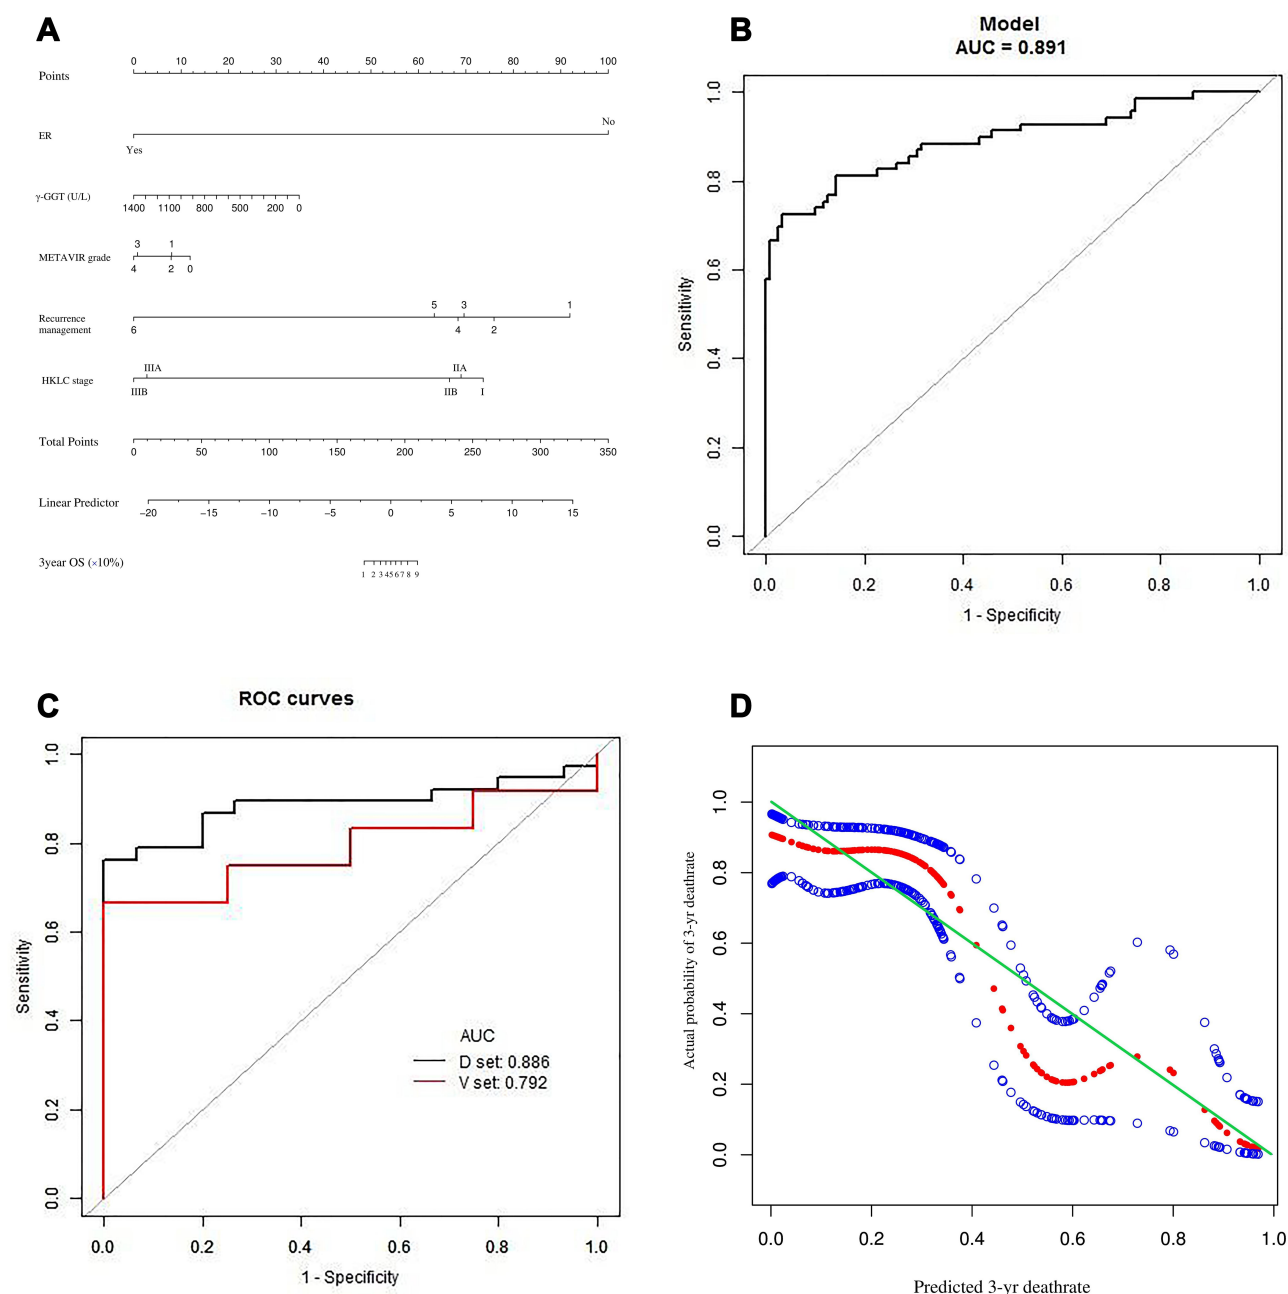 A
Points
0 10 20 30 40 50 60 70 80 90 100
ER
No
Yes
γ-GGT (U/L)
1400 1100 800 500 200 0
METAVIR grade
3 1
4 2 0
Recurrence
management
5 3 1
6 4 2
HKLC stage
IIIA IIA
IIIB IIB I
Total Points
0 50 100 150 200 250 300 350
Linear Predictor
−20 −15 −10 −5 0 5 10 15
3year OS (×10%)
1 2 3 4 5 6 7 8 9
B
Model
AUC = 0.891
Sensitivity
1.0
0.8
0.6
0.4
0.2
0.0
0.0 0.2 0.4 0.6 0.8 1.0
1 - Specificity
C
ROC curves
Sensitivity
1.0
0.8
0.6
0.4
0.2
0.0
AUC
D set: 0.886
V set: 0.792
0.0 0.2 0.4 0.6 0.8 1.0
1 - Specificity
D
Actual probability of 3-yr deathrate
1.0
0.8
0.6
0.4
0.2
0.0
0.0 0.2 0.4 0.6 0.8 1.0
Predicted 3-yr deathrate